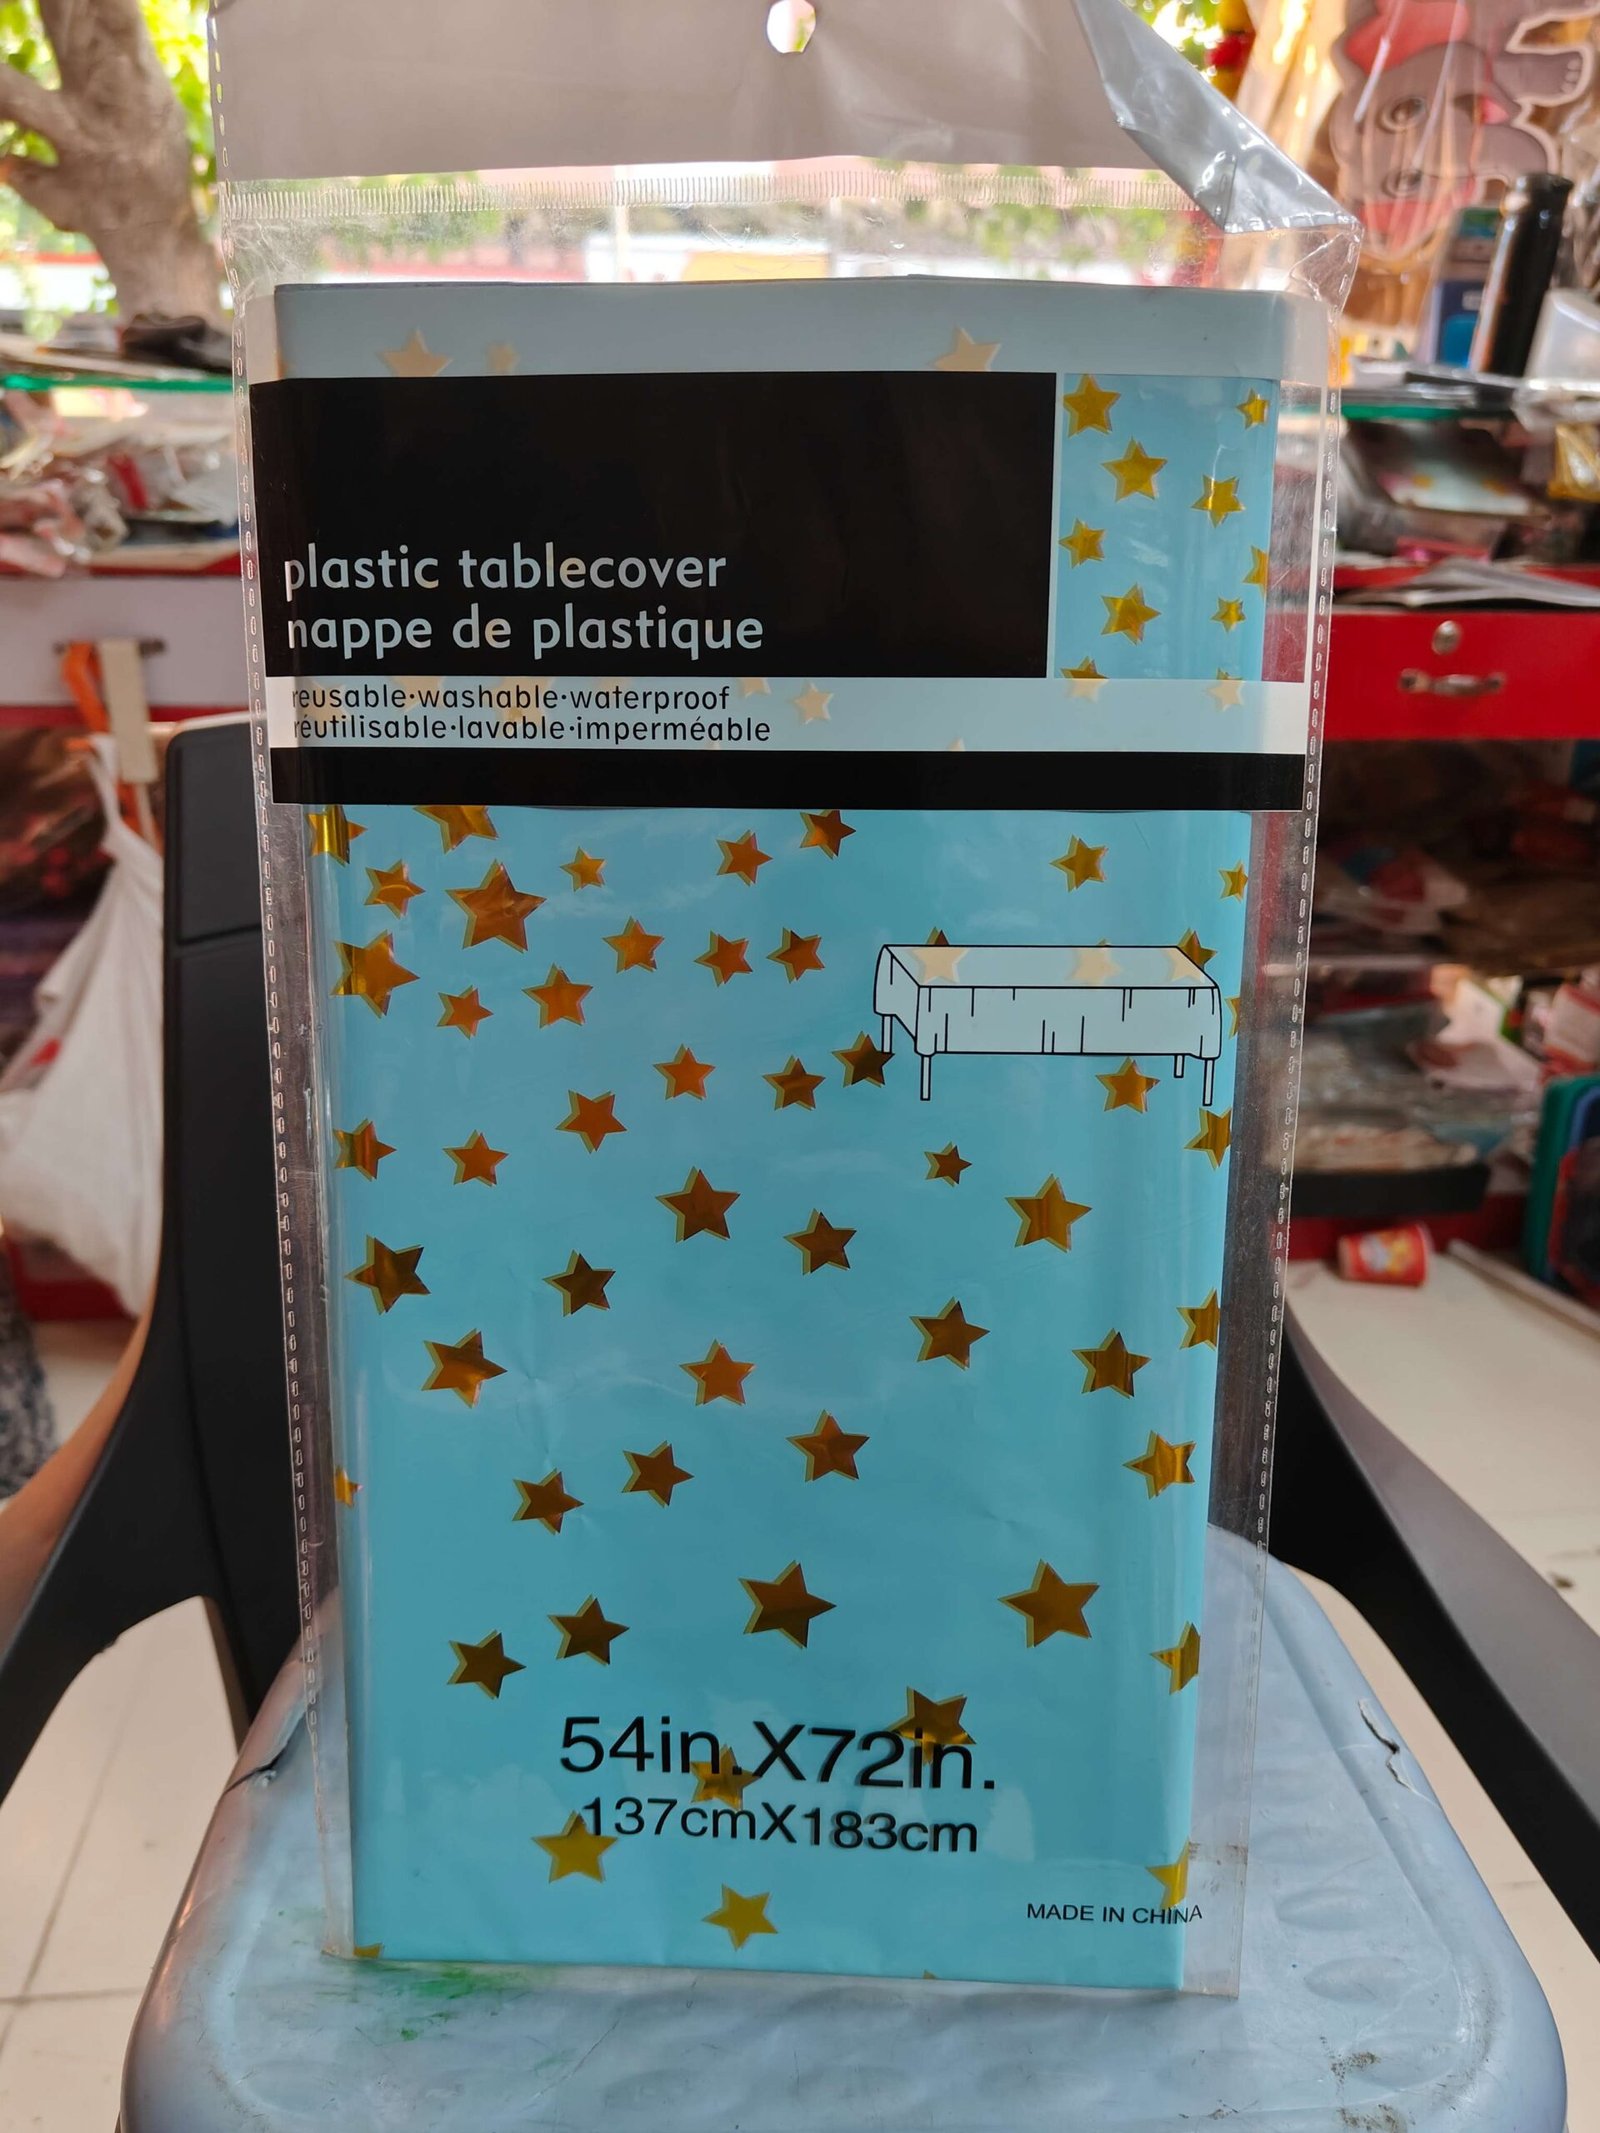 plastic tablecover
nappe de plastique
reusable·washable·waterproof
réutilisable·lavable·imperméable
54in.X72in.
137cmX183cm
MADE IN CHINA